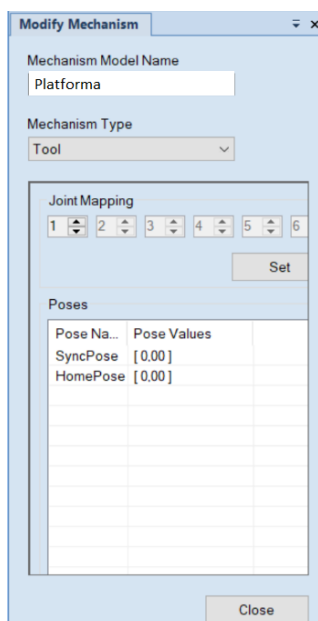 Modify Mechanism
Mechanism Model Name
Platforma
Mechanism Type
Tool
Joint Mapping
1 2 3 4 5 6
Set
Poses
Pose Na... Pose Values
SyncPose [ 0,00 ]
HomePose [ 0,00 ]
Close